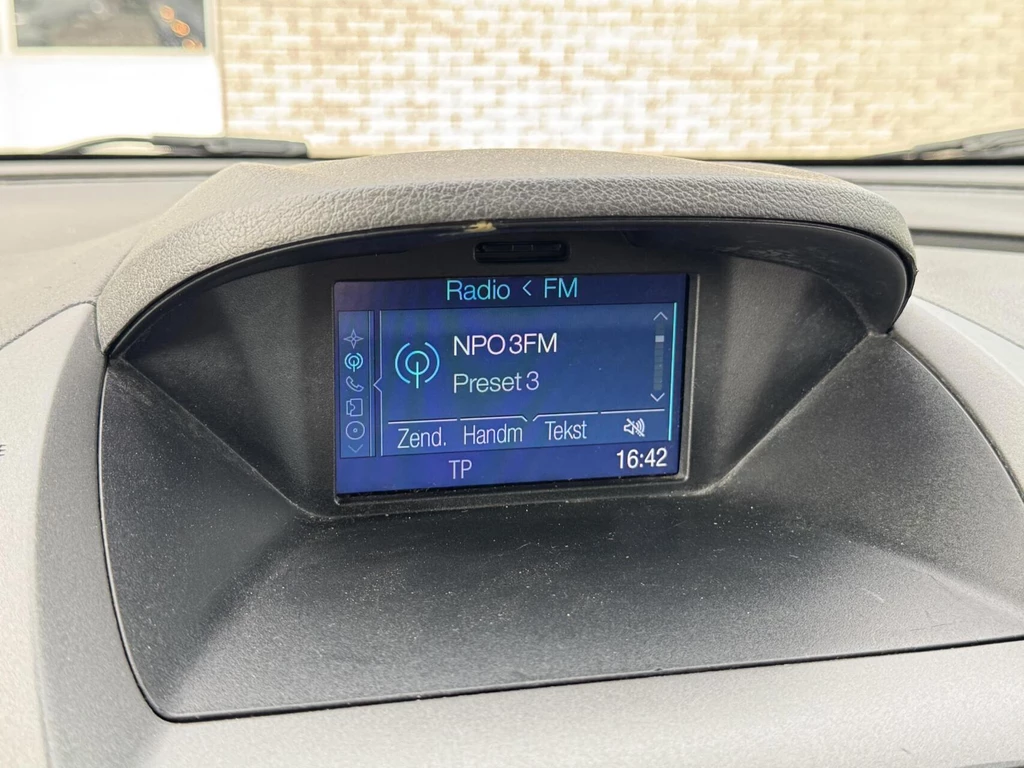 Radio < FM
NPO 3FM
Preset 3
Zend. Handm Tekst
TP 16:42